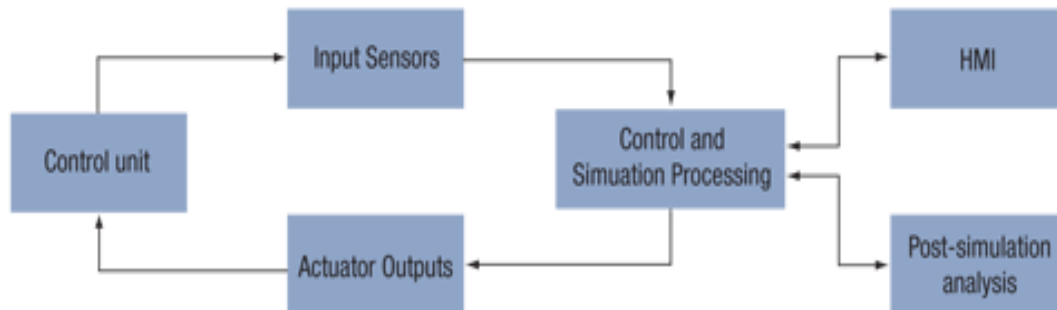 Input Sensors
HMI
Control unit
Control and
Simuation Processing
Actuator Outputs
Post-simulation
analysis